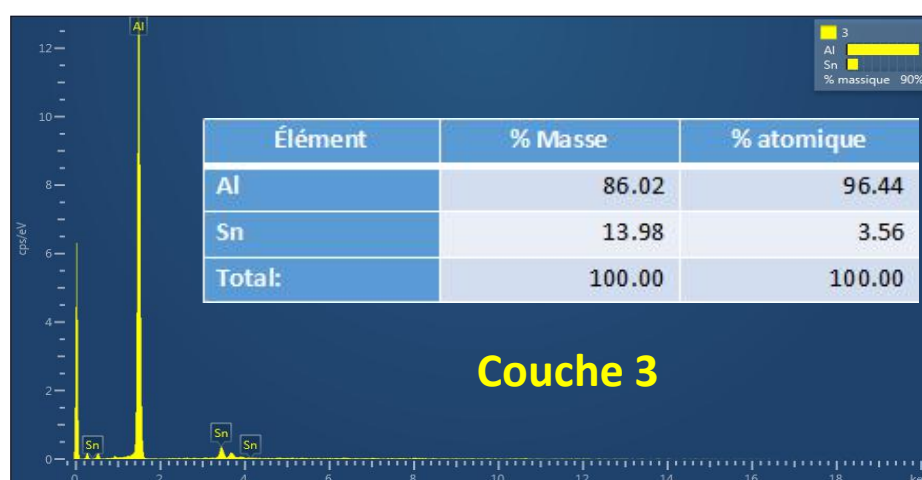 Al
3
Al
Sn
% massique 90%
12
10
8
6
4
2
0
cps/eV
Élément % Masse % atomique
Al 86.02 96.44
Sn 13.98 3.56
Total: 100.00 100.00
Couche 3
Sn
Sn
Sn
0 2 4 6 8 10 12 14 16 18